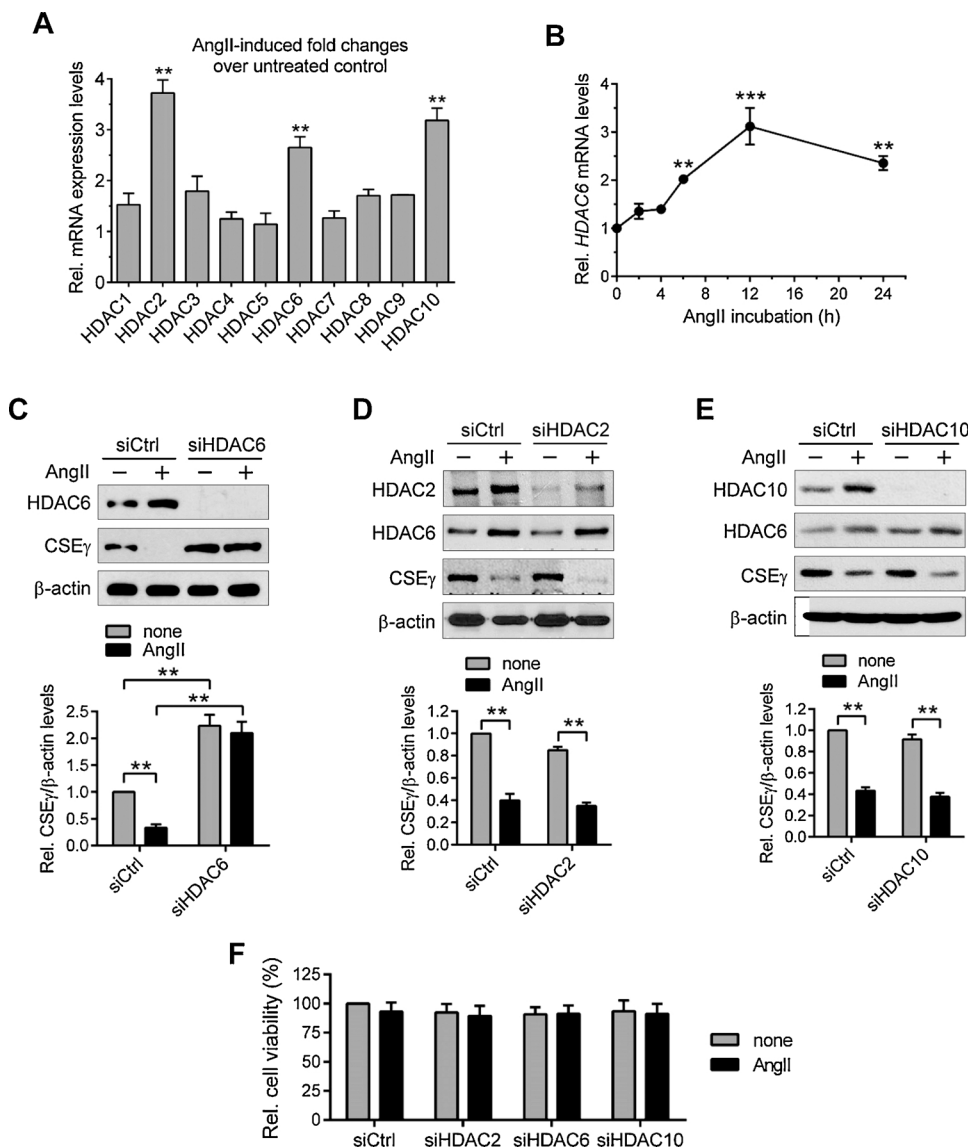 A
AngII-induced fold changes
over untreated control
Rel. mRNA expression levels
4
3
2
1
0
** ** **
HDAC1 HDAC2 HDAC3 HDAC4 HDAC5 HDAC6 HDAC7 HDAC8 HDAC9 HDAC10
B
Rel. HDAC6 mRNA levels
4
3
2
1
0
** *** **
0 4 8 12 16 20 24
AngII incubation (h)
C
siCtrl siHDAC6
AngII − + − +
HDAC6
CSEγ
β-actin
none
AngII
Rel. CSEγ/β-actin levels
2.5
2.0
1.5
1.0
0.5
0.0
**
**
**
siCtrl siHDAC6
D
siCtrl siHDAC2
AngII − + − +
HDAC2
HDAC6
CSEγ
β-actin
none
AngII
Rel. CSEγ/β-actin levels
1.2
1.0
0.8
0.6
0.4
0.2
0.0
** **
siCtrl siHDAC2
E
siCtrl siHDAC10
AngII − + − +
HDAC10
HDAC6
CSEγ
β-actin
none
AngII
Rel. CSEγ/β-actin levels
1.2
1.0
0.8
0.6
0.4
0.2
0.0
** **
siCtrl siHDAC10
F
Rel. cell viability (%)
125
100
75
50
25
0
siCtrl siHDAC2 siHDAC6 siHDAC10
none
AngII